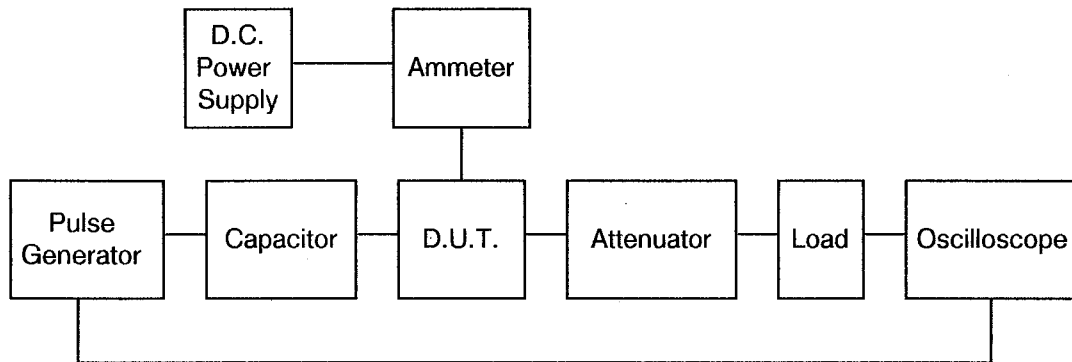 D.C.
Power
Supply
Ammeter
Pulse
Generator
Capacitor
D.U.T.
Attenuator
Load
Oscilloscope